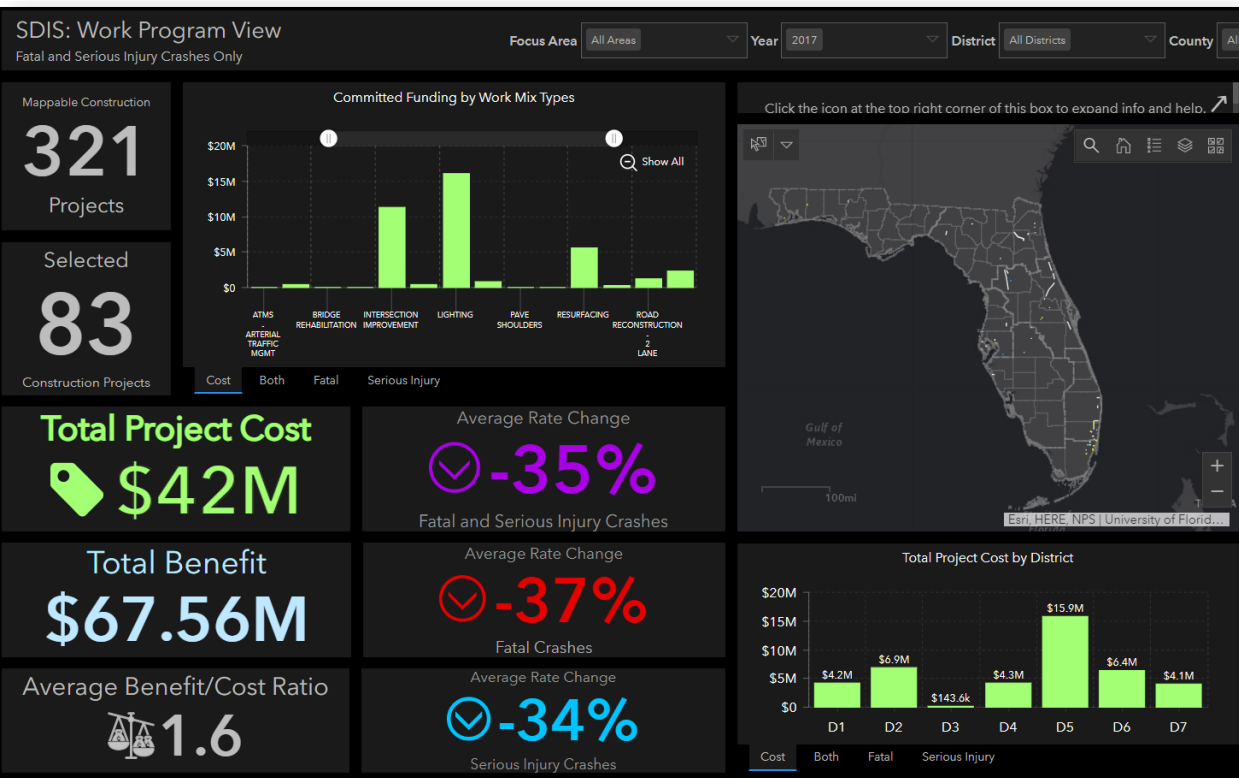 SDIS: Work Program View
Fatal and Serious Injury Crashes Only
Focus Area All Areas Year 2017 District All Districts County
Mappable Construction
321
Projects
Selected
83
Construction Projects
Committed Funding by Work Mix Types
Show All
$20M
$15M
$10M
$5M
$0
ATMS - ARTERIAL TRAFFIC MGMT
BRIDGE REHABILITATION
INTERSECTION IMPROVEMENT
LIGHTING
PAVE SHOULDERS
RESURFACING
ROAD RECONSTRUCTION - 2 LANE
Cost Both Fatal Serious Injury
Click the icon at the top right corner of this box to expand info and help.
Gulf of
Mexico
100mi
Florida
Esri, HERE, NPS | University of Florid...
Total Project Cost
$42M
Average Rate Change
-35%
Fatal and Serious Injury Crashes
Total Benefit
$67.56M
Average Rate Change
-37%
Fatal Crashes
Average Benefit/Cost Ratio
1.6
Average Rate Change
-34%
Serious Injury Crashes
Total Project Cost by District
$20M
$15M
$10M
$5M
$0
$4.2M
$6.9M
$143.6k
$4.3M
$15.9M
$6.4M
$4.1M
D1 D2 D3 D4 D5 D6 D7
Cost Both Fatal Serious Injury